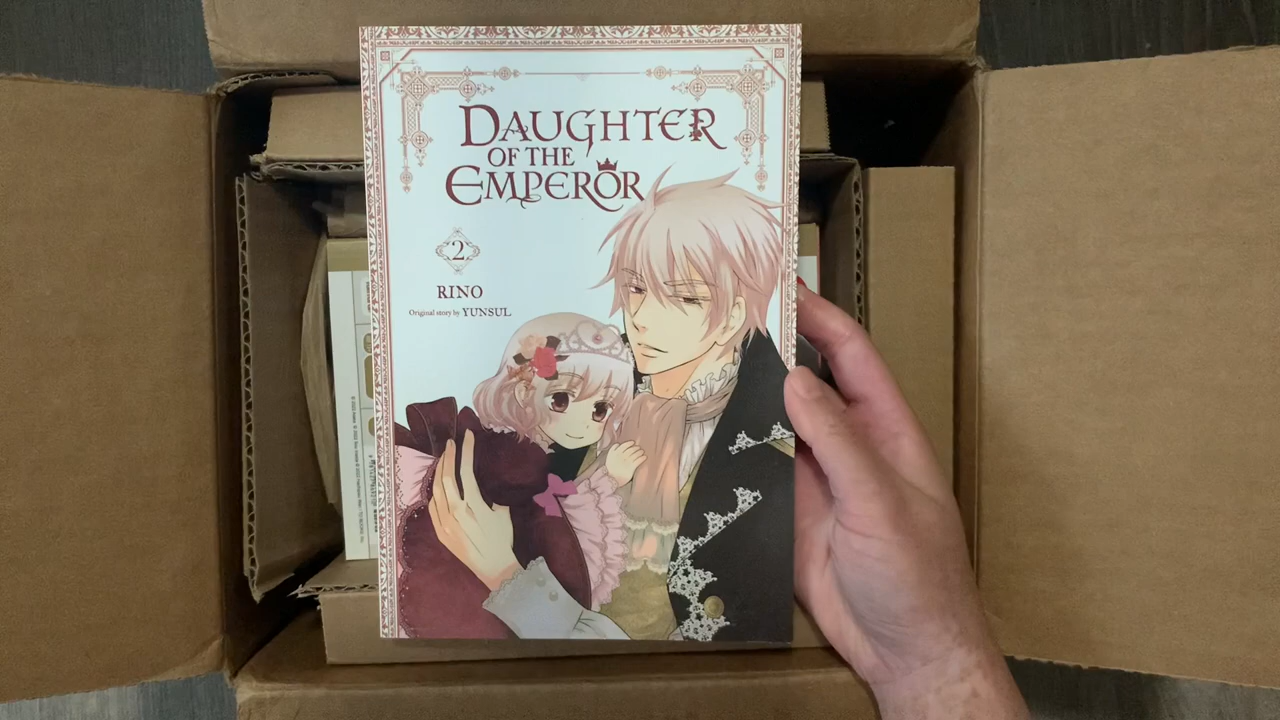 DAUGHTER
OF THE
EMPEROR
2
RINO
Original story by YUNSUL